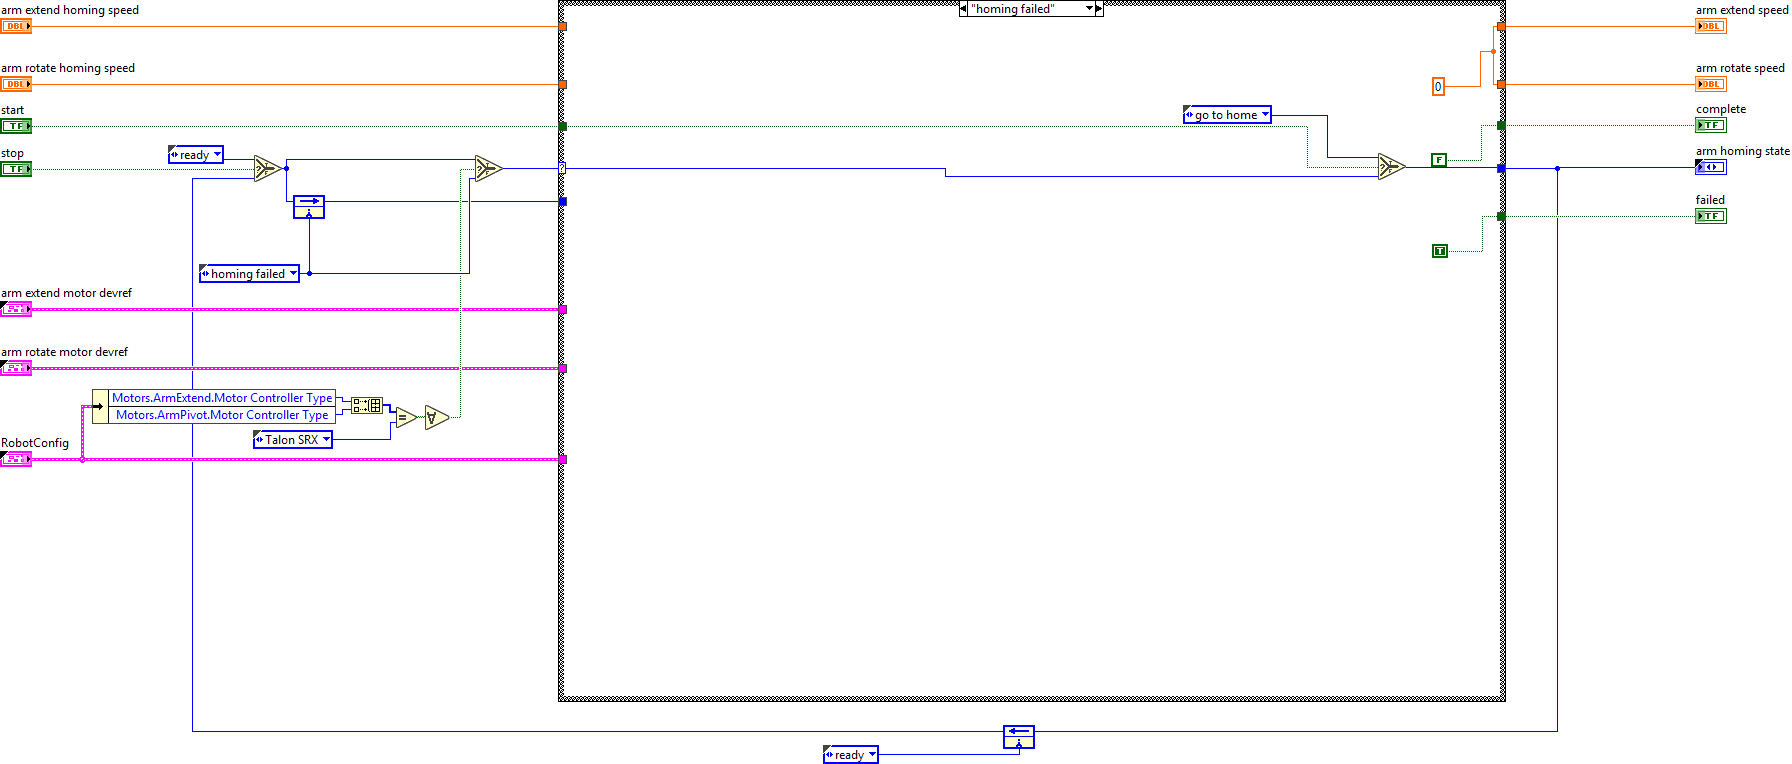 arm extend homing speed
DBL
arm rotate homing speed
DBL
start
TF
stop
TF
ready
T
?
F
T
?
F
homing failed
arm extend motor devref
arm rotate motor devref
Motors.ArmExtend.Motor Controller Type
Motors.ArmPivot.Motor Controller Type
=
Talon SRX
RobotConfig
"homing failed"
?
go to home
T
?
F
0
F
T
ready
arm extend speed
DBL
arm rotate speed
DBL
complete
TF
arm homing state
failed
TF